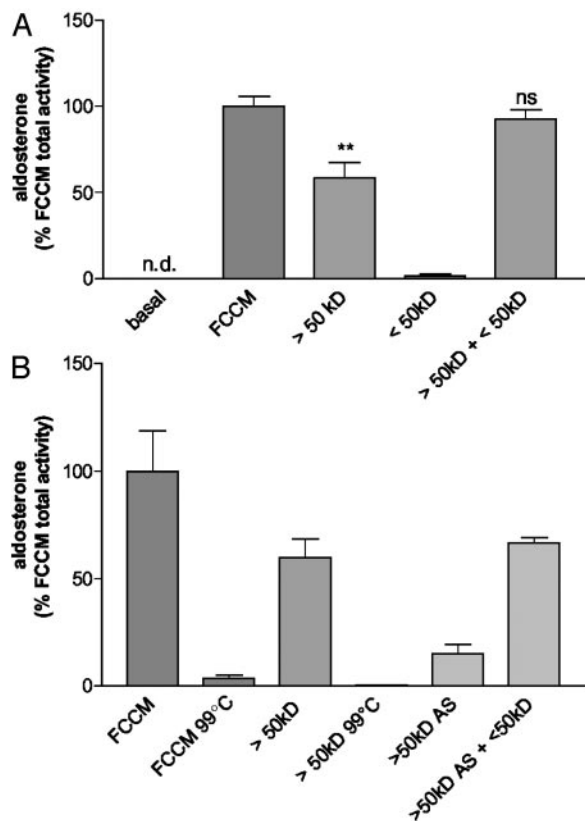 A
aldosterone
(% FCCM total activity)
150
100
50
0
n.d.
**
ns
basal
FCCM
> 50 kD
< 50kD
> 50kD + < 50kD
B
aldosterone
(% FCCM total activity)
150
100
50
0
FCCM
FCCM 99°C
> 50kD
> 50kD 99°C
>50kD AS
>50kD AS + <50kD